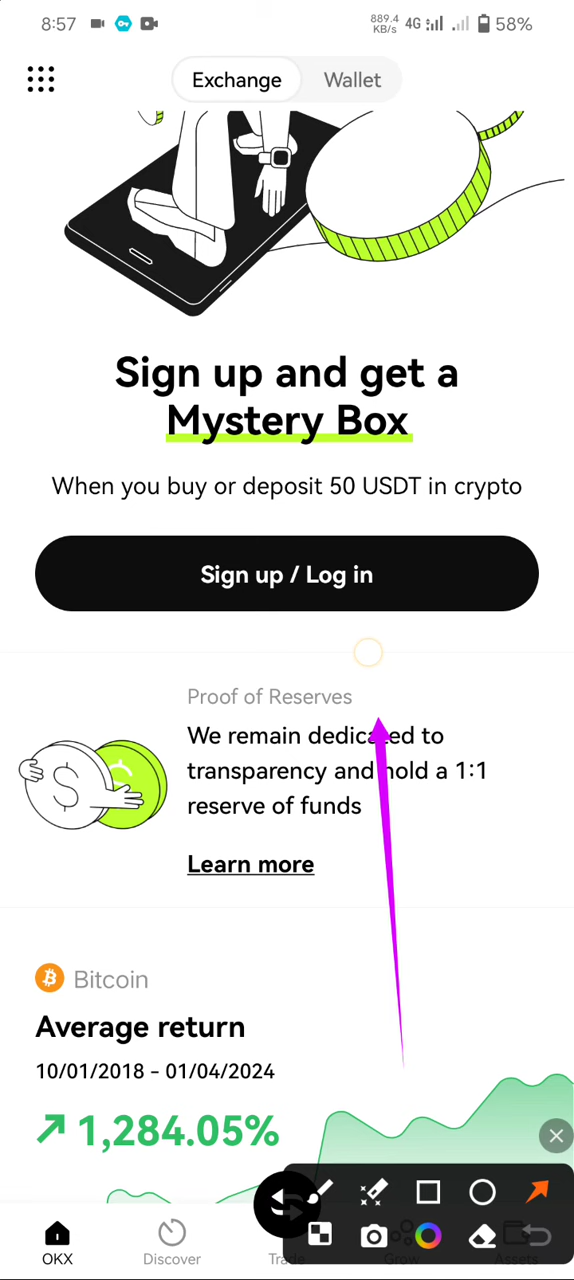 8:57
889.4
KB/s
4G
58%
Exchange
Wallet
Sign up and get a
Mystery Box
When you buy or deposit 50 USDT in crypto
Sign up / Log in
Proof of Reserves
We remain dedicated to
transparency and hold a 1:1
reserve of funds
Learn more
Bitcoin
Average return
10/01/2018 - 01/04/2024
1,284.05%
OKX
Discover
Trade
Grow
Assets